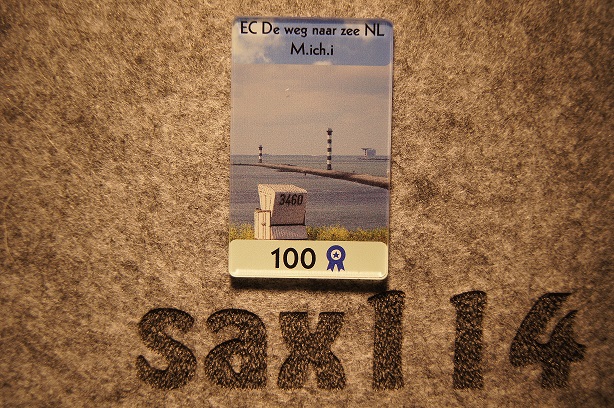 EC De weg naar zee NL
M.ich.i
3460
100
sax114